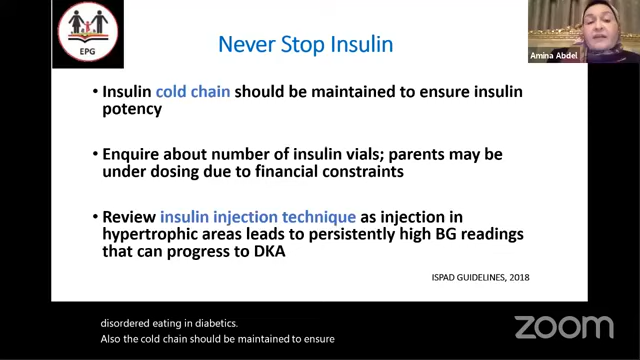 EPG
Never Stop Insulin
Amina Abdel
• Insulin cold chain should be maintained to ensure insulin
potency
• Enquire about number of insulin vials; parents may be
under dosing due to financial constraints
• Review insulin injection technique as injection in
hypertrophic areas leads to persistently high BG readings
that can progress to DKA
ISPAD GUIDELINES, 2018
disordered eating in diabetics.
Also the cold chain should be maintained to ensure
zoom